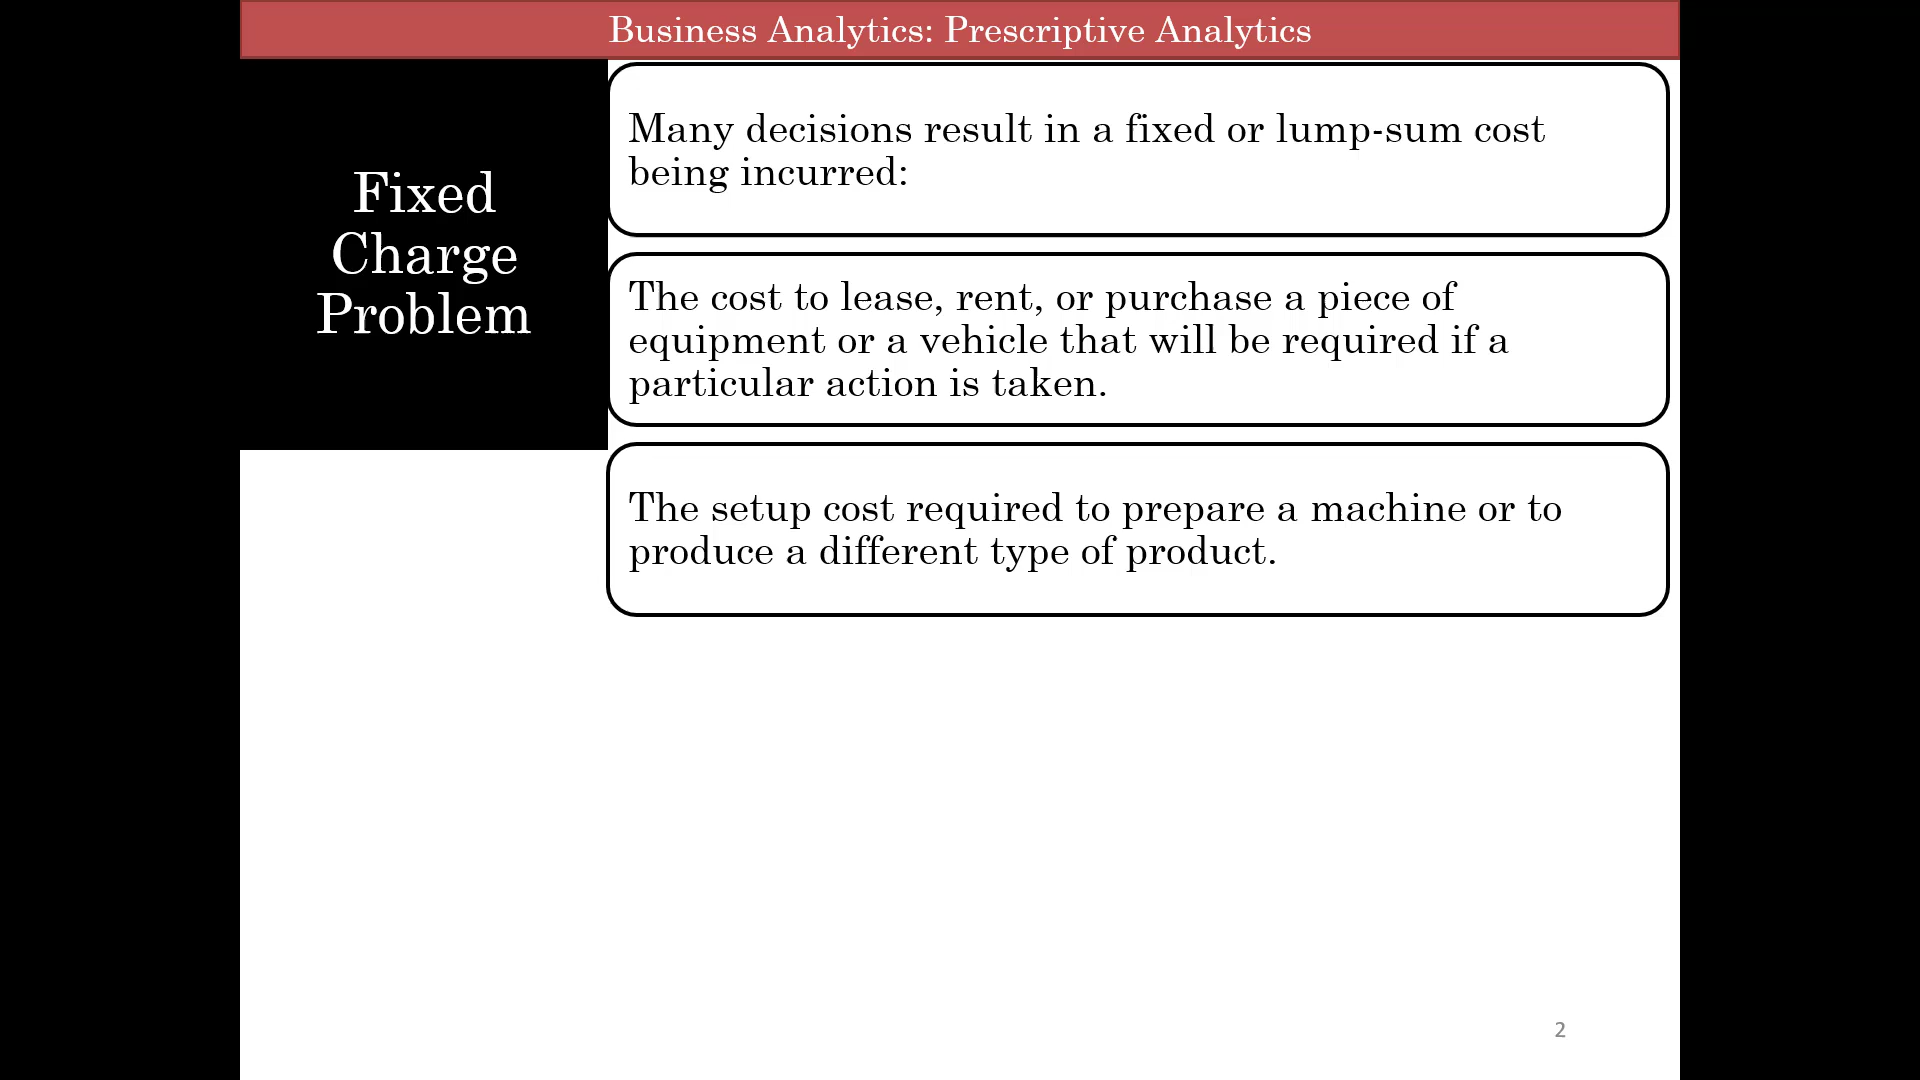 Business Analytics: Prescriptive Analytics
Fixed
Charge
Problem
Many decisions result in a fixed or lump-sum cost
being incurred:
The cost to lease, rent, or purchase a piece of
equipment or a vehicle that will be required if a
particular action is taken.
The setup cost required to prepare a machine or to
produce a different type of product.
2